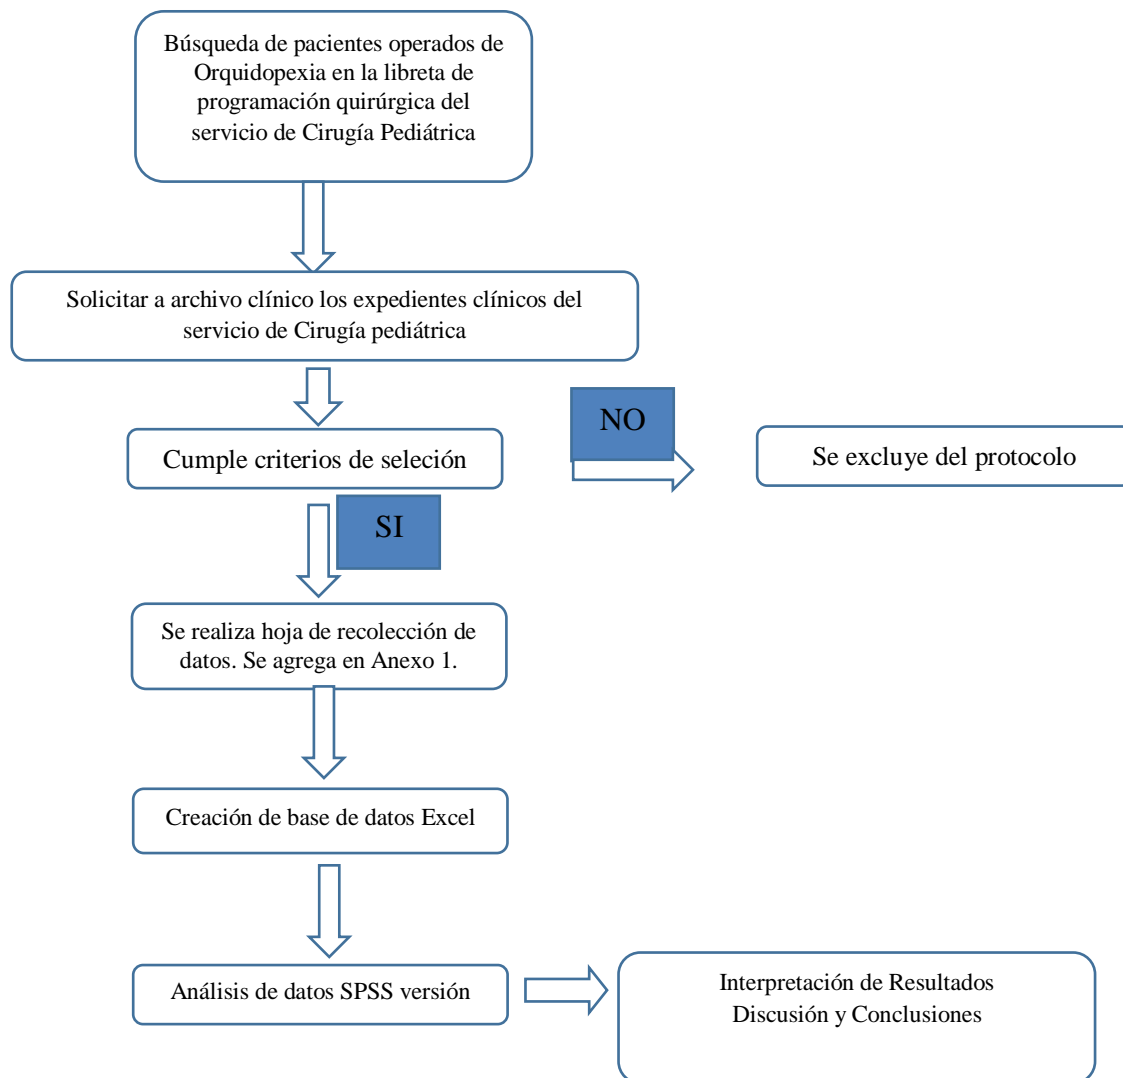 Búsqueda de pacientes operados de
Orquidopexia en la libreta de
programación quirúrgica del
servicio de Cirugía Pediátrica
Solicitar a archivo clínico los expedientes clínicos del
servicio de Cirugía pediátrica
NO
Cumple criterios de seleción
Se excluye del protocolo
SI
Se realiza hoja de recolección de
datos. Se agrega en Anexo 1.
Creación de base de datos Excel
Análisis de datos SPSS versión
Interpretación de Resultados
Discusión y Conclusiones